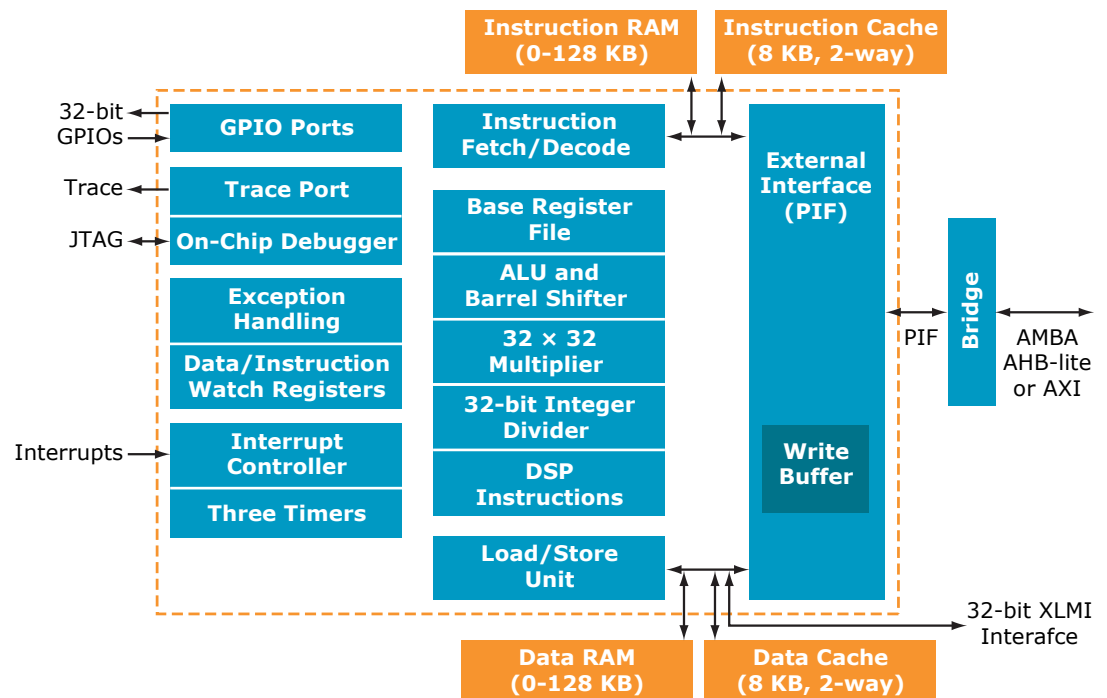 Instruction RAM
(0-128 KB)
Instruction Cache
(8 KB, 2-way)
32-bit
GPIOs
GPIO Ports
Trace
Trace Port
JTAG
On-Chip Debugger
Exception
Handling
Data/Instruction
Watch Registers
Interrupts
Interrupt
Controller
Three Timers
Instruction
Fetch/Decode
Base Register
File
ALU and
Barrel Shifter
32 × 32
Multiplier
32-bit Integer
Divider
DSP
Instructions
Load/Store
Unit
External
Interface
(PIF)
Write
Buffer
PIF
Bridge
AMBA
AHB-lite
or AXI
32-bit XLMI
Interafce
Data RAM
(0-128 KB)
Data Cache
(8 KB, 2-way)